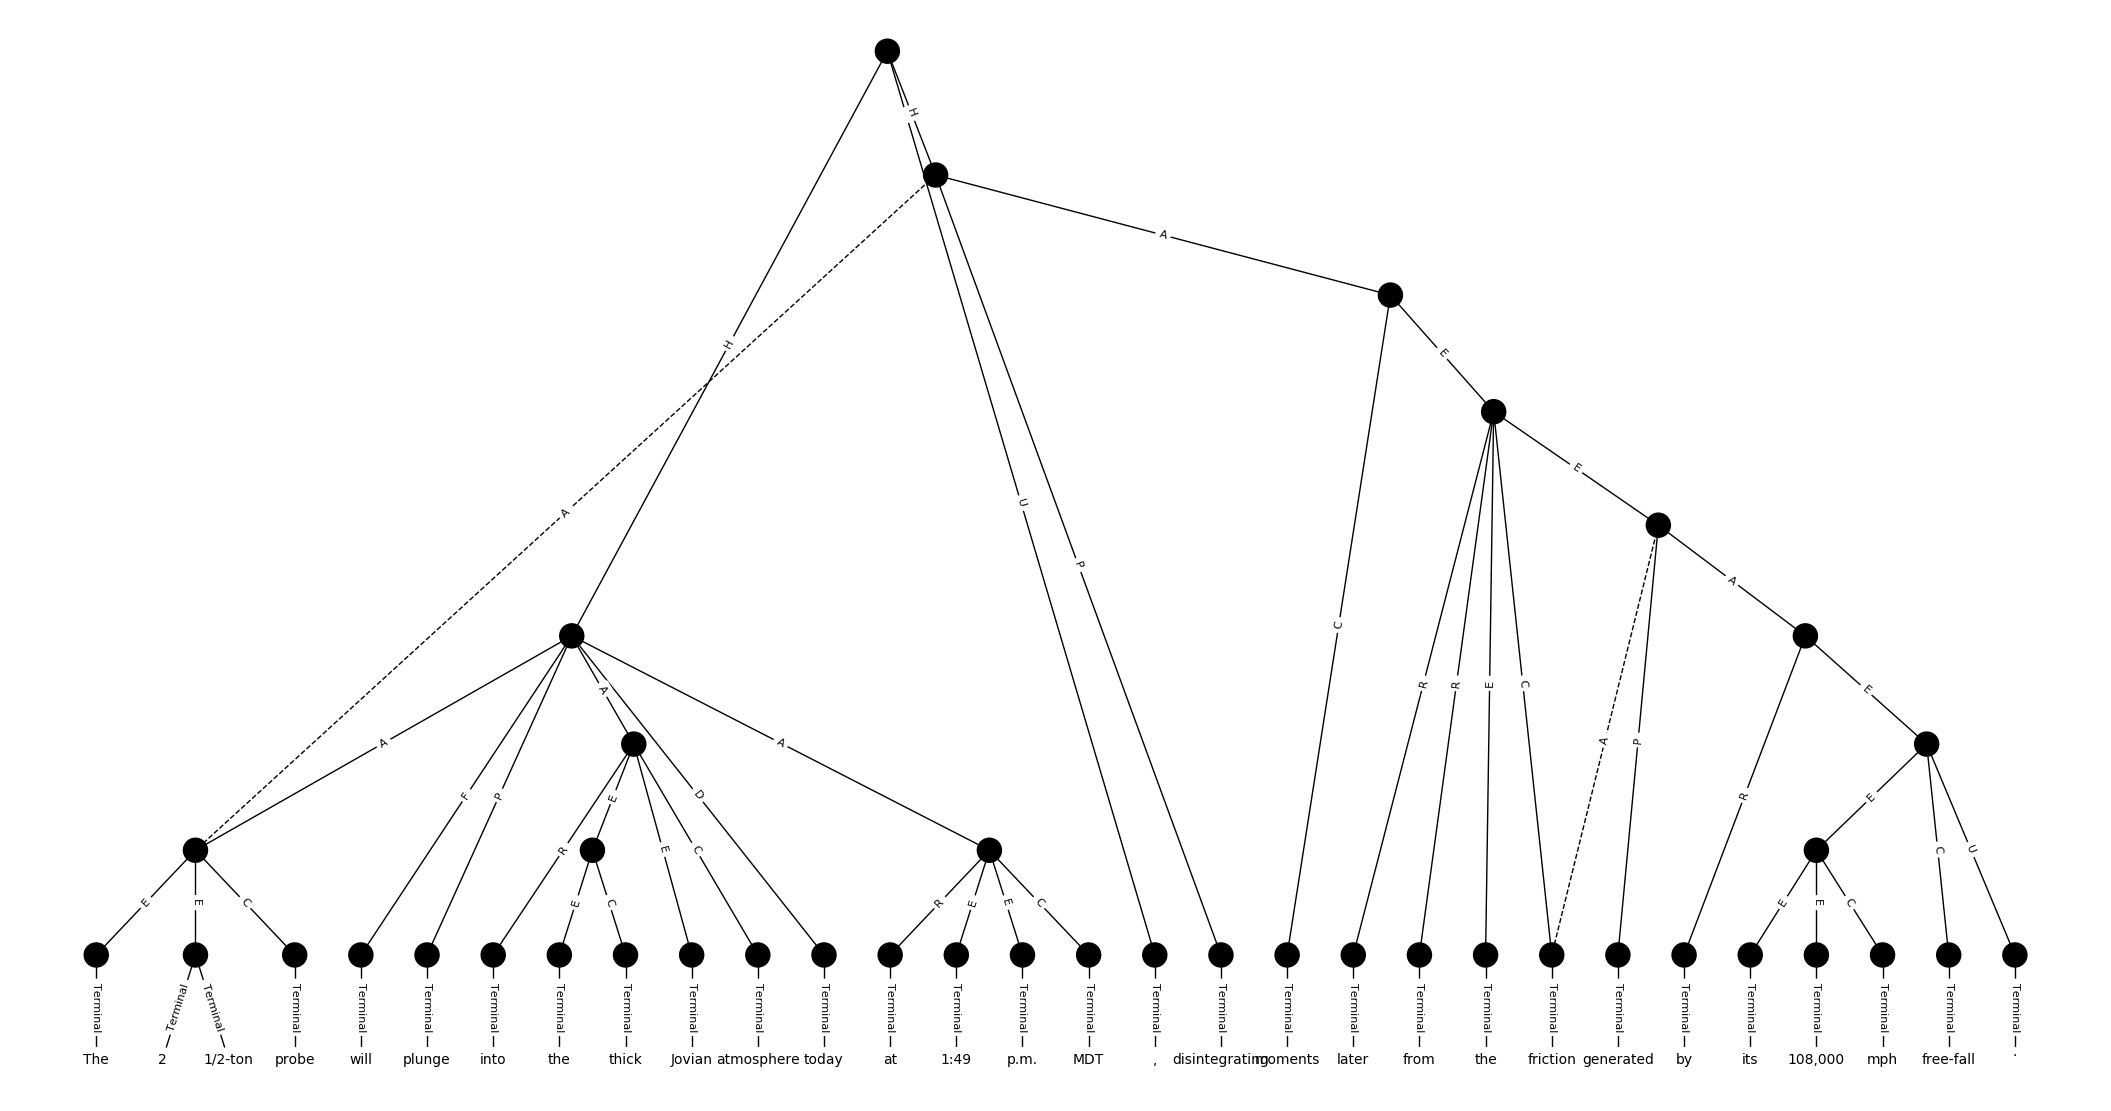 H
A
A
H
E
E
A
U
P
A
C
E
A
R
R
E
C
A
A
A
A
P
F
P
E
D
R
E
R
E
C
E
C
U
E
E
C
E
C
R
E
E
C
E
E
C
Terminal Terminal Terminal Terminal Terminal Terminal Terminal Terminal Terminal Terminal Terminal Terminal Terminal Terminal Terminal Terminal Terminal Terminal Terminal Terminal Terminal Terminal Terminal Terminal Terminal Terminal Terminal Terminal Terminal Terminal
The 2 1/2-ton probe will plunge into the thick Jovian atmosphere today at 1:49 p.m. MDT , disintegrating moments later from the friction generated by its 108,000 mph free-fall .